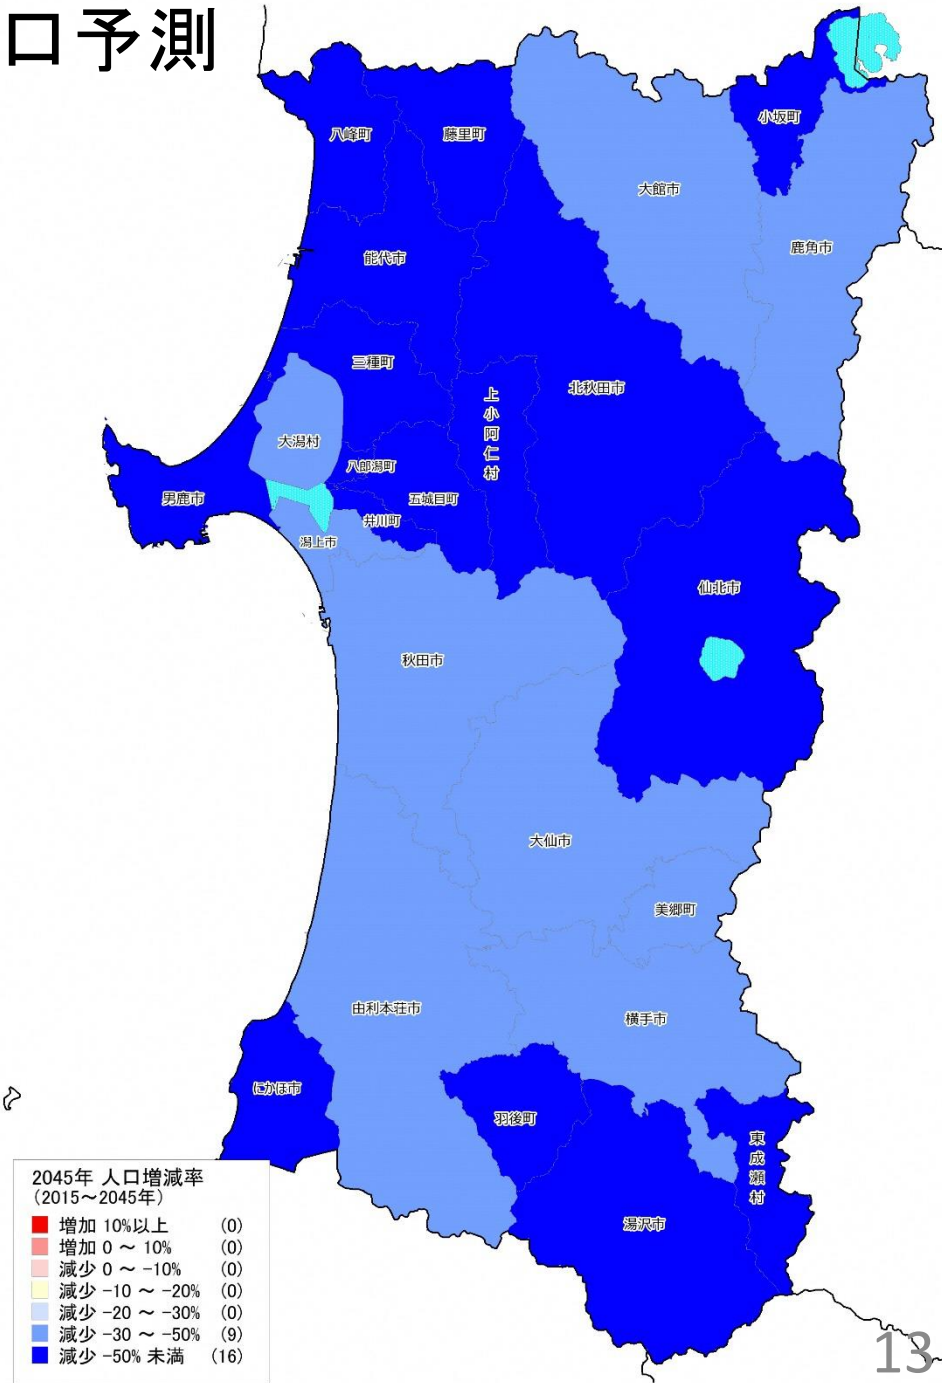 口予測
八峰町
藤里町
小坂町
大館市
鹿角市
能代市
三種町
北秋田市
上小阿仁村
大潟村
八郎潟町
男鹿市
五城目町
井川町
潟上市
仙北市
秋田市
大仙市
美郷町
由利本荘市
横手市
にかほ市
羽後町
東成瀬村
湯沢市
2045年 人口増減率
(2015～2045年)
増加 10%以上 (0)
増加 0 ～ 10% (0)
減少 0 ～ -10% (0)
減少 -10 ～ -20% (0)
減少 -20 ～ -30% (0)
減少 -30 ～ -50% (9)
減少 -50% 未満 (16)
13